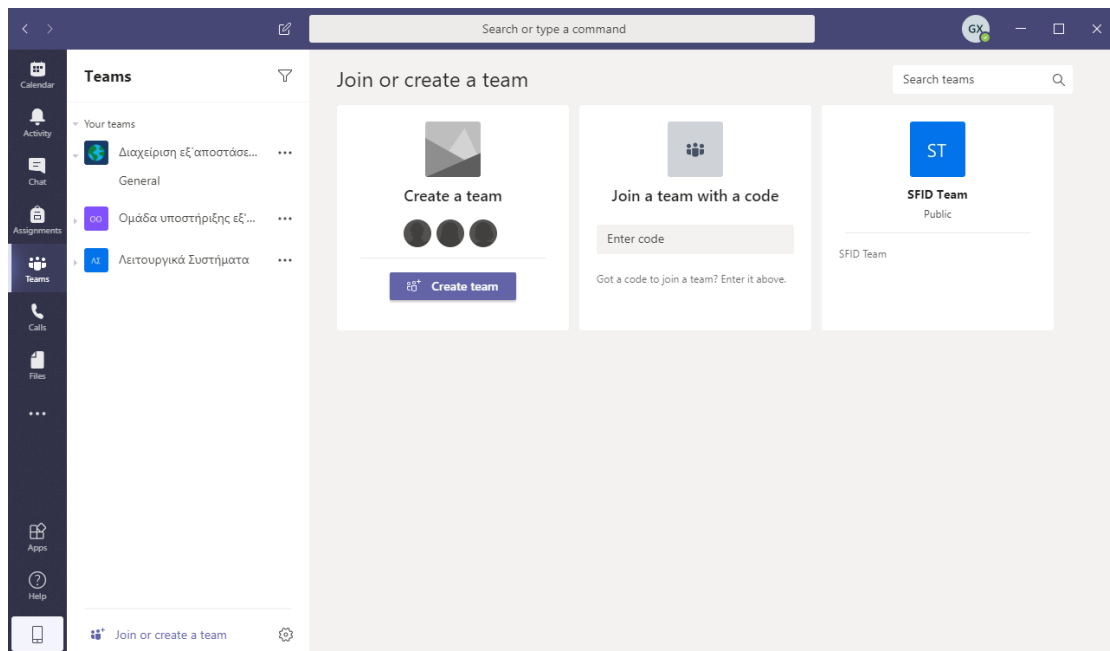 Search or type a command
GX
Calendar
Activity
Chat
Assignments
Teams
Calls
Files
Apps
Help
Teams
Your teams
Διαχείριση εξ΄αποστάσε...
General
ΟΟ
Ομάδα υποστήριξης εξ΄...
ΛΣ
Λειτουργικά Συστήματα
Join or create a team
Join or create a team
Search teams
Create a team
Create team
Join a team with a code
Enter code
Got a code to join a team? Enter it above.
ST
SFID Team
Public
SFID Team